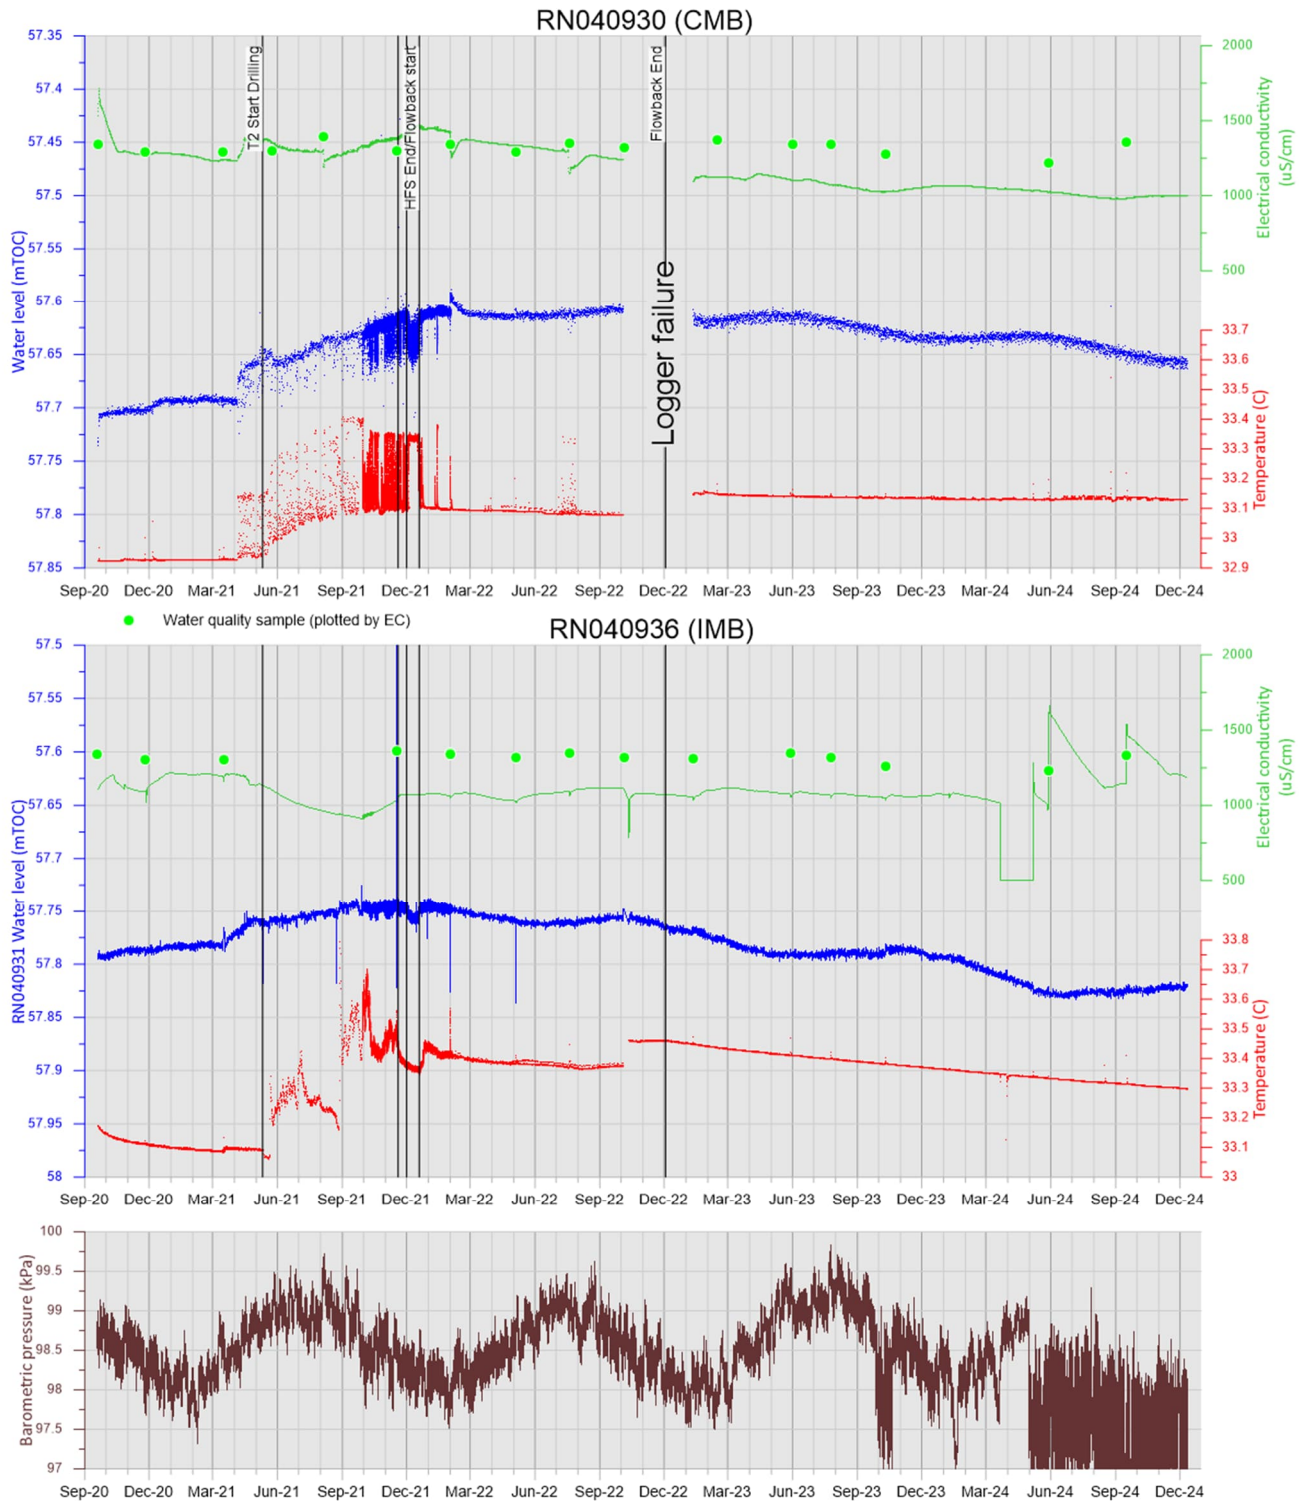 RN040930 (CMB)
57.35
57.4
57.45
57.5
57.55
57.6
57.65
57.7
57.75
57.8
57.85
Water level (mTOC)
T2 Start Drilling
HFS End/Flowback start
Flowback End
Logger failure
2000
1500
1000
500
Electrical conductivity
(uS/cm)
33.7
33.6
33.5
33.4
33.3
33.2
33.1
33
32.9
Temperature (C)
Sep-20 Dec-20 Mar-21 Jun-21 Sep-21 Dec-21 Mar-22 Jun-22 Sep-22 Dec-22 Mar-23 Jun-23 Sep-23 Dec-23 Mar-24 Jun-24 Sep-24 Dec-24
Water quality sample (plotted by EC)
RN040936 (IMB)
57.5
57.55
57.6
57.65
57.7
57.75
57.8
57.85
57.9
57.95
58
RN040931 Water level (mTOC)
2000
1500
1000
500
Electrical conductivity
(uS/cm)
33.8
33.7
33.6
33.5
33.4
33.3
33.2
33.1
33
Temperature (C)
Sep-20 Dec-20 Mar-21 Jun-21 Sep-21 Dec-21 Mar-22 Jun-22 Sep-22 Dec-22 Mar-23 Jun-23 Sep-23 Dec-23 Mar-24 Jun-24 Sep-24 Dec-24
100
99.5
99
98.5
98
97.5
97
Barometric pressure (kPa)
Sep-20 Dec-20 Mar-21 Jun-21 Sep-21 Dec-21 Mar-22 Jun-22 Sep-22 Dec-22 Mar-23 Jun-23 Sep-23 Dec-23 Mar-24 Jun-24 Sep-24 Dec-24